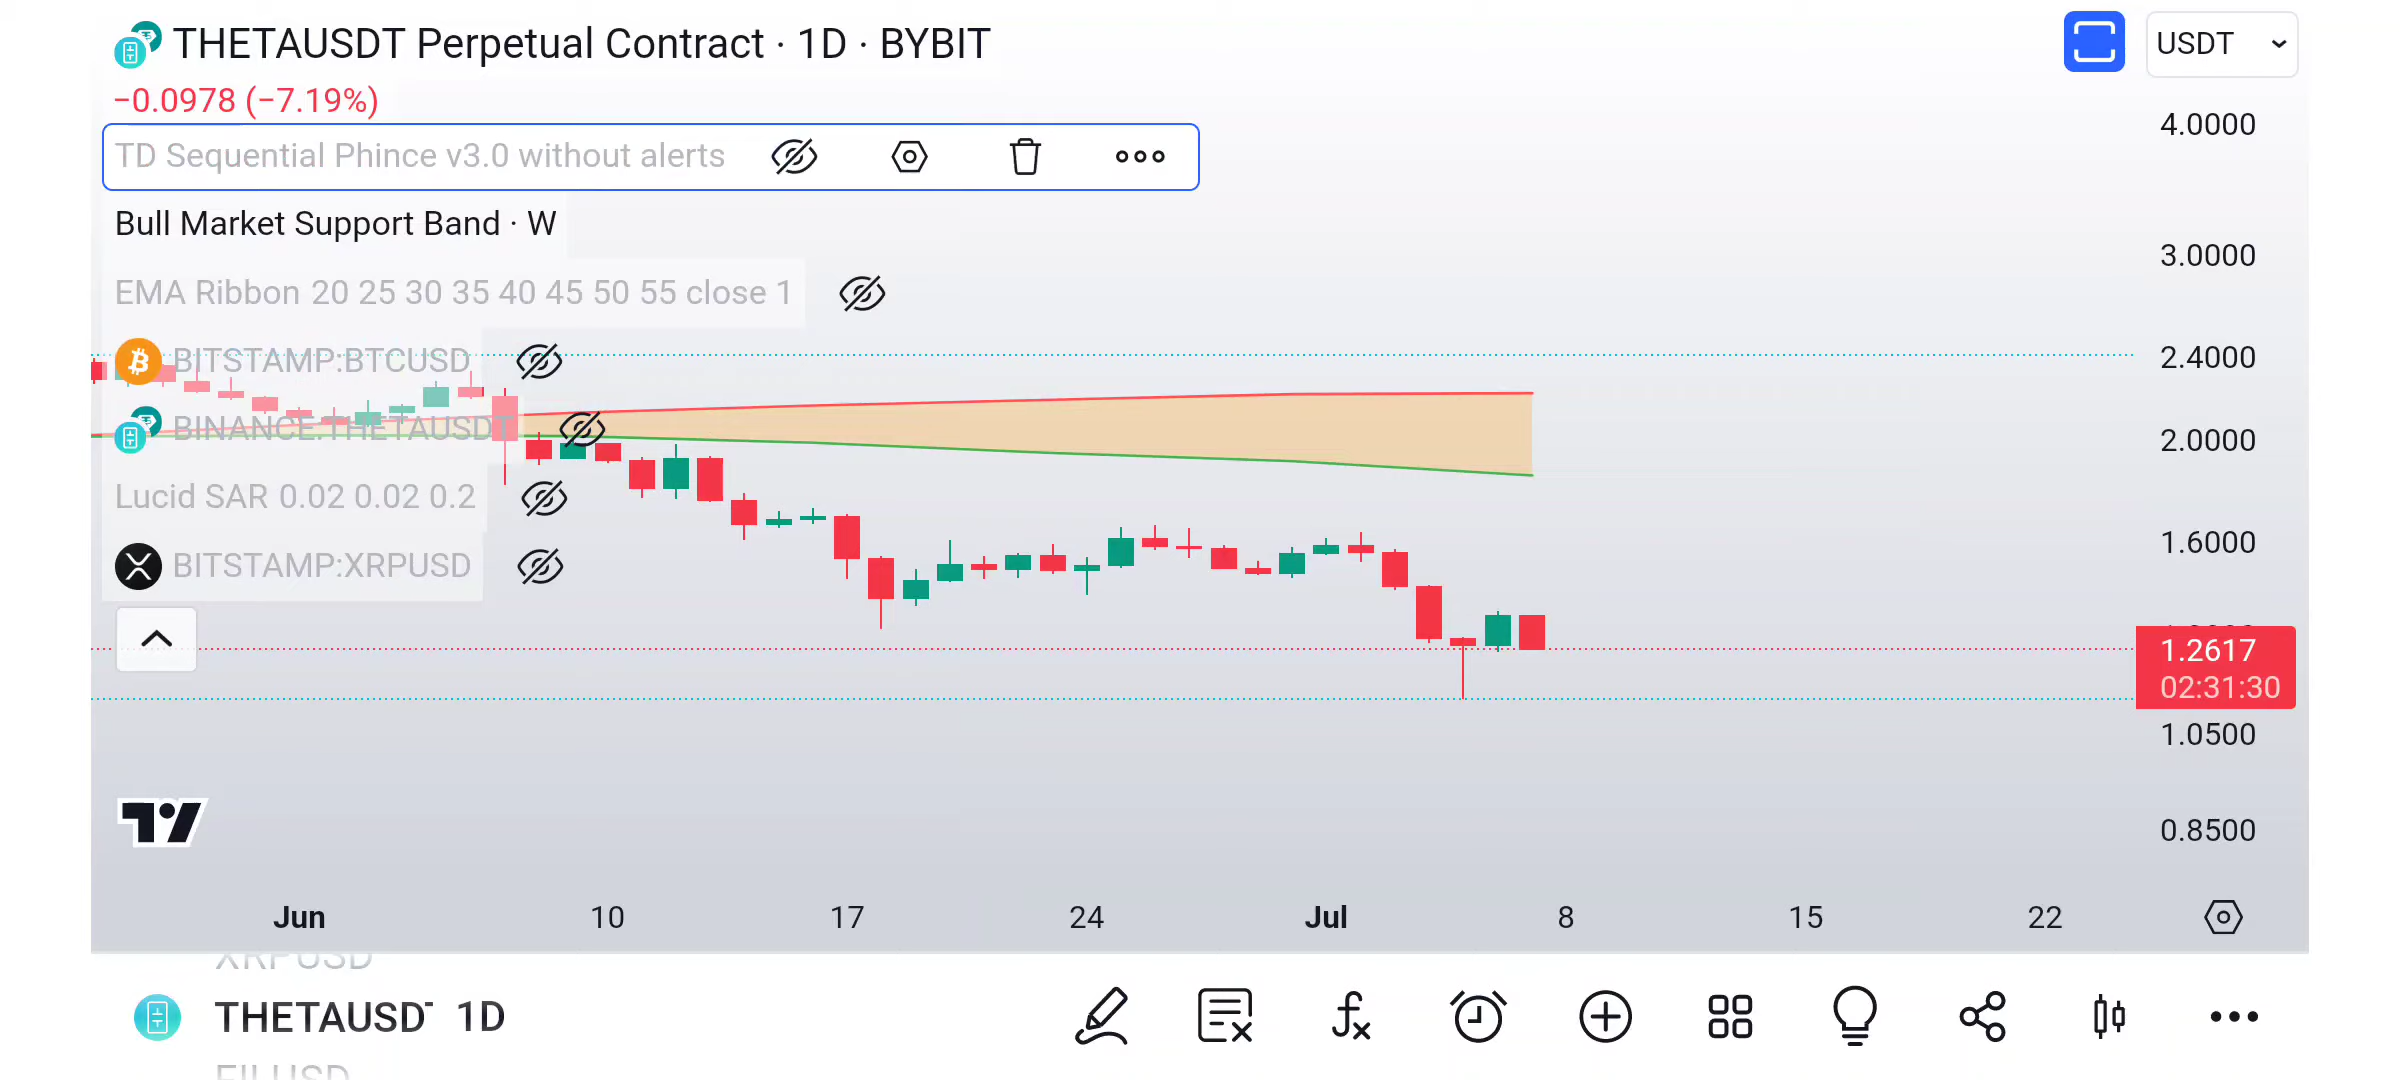 THETAUSDT Perpetual Contract · 1D · BYBIT
USDT
−0.0978 (−7.19%)
TD Sequential Phince v3.0 without alerts
Bull Market Support Band · W
EMA Ribbon 20 25 30 35 40 45 50 55 close 1
BITSTAMP:BTCUSD
BINANCE:THETAUSDT
Lucid SAR 0.02 0.02 0.2
BITSTAMP:XRPUSD
4.0000
3.0000
2.4000
2.0000
1.6000
1.2617
02:31:30
1.0500
0.8500
Jun 10 17 24 Jul 8 15 22
XRPUSD
THETAUSD 1D
FILUSD